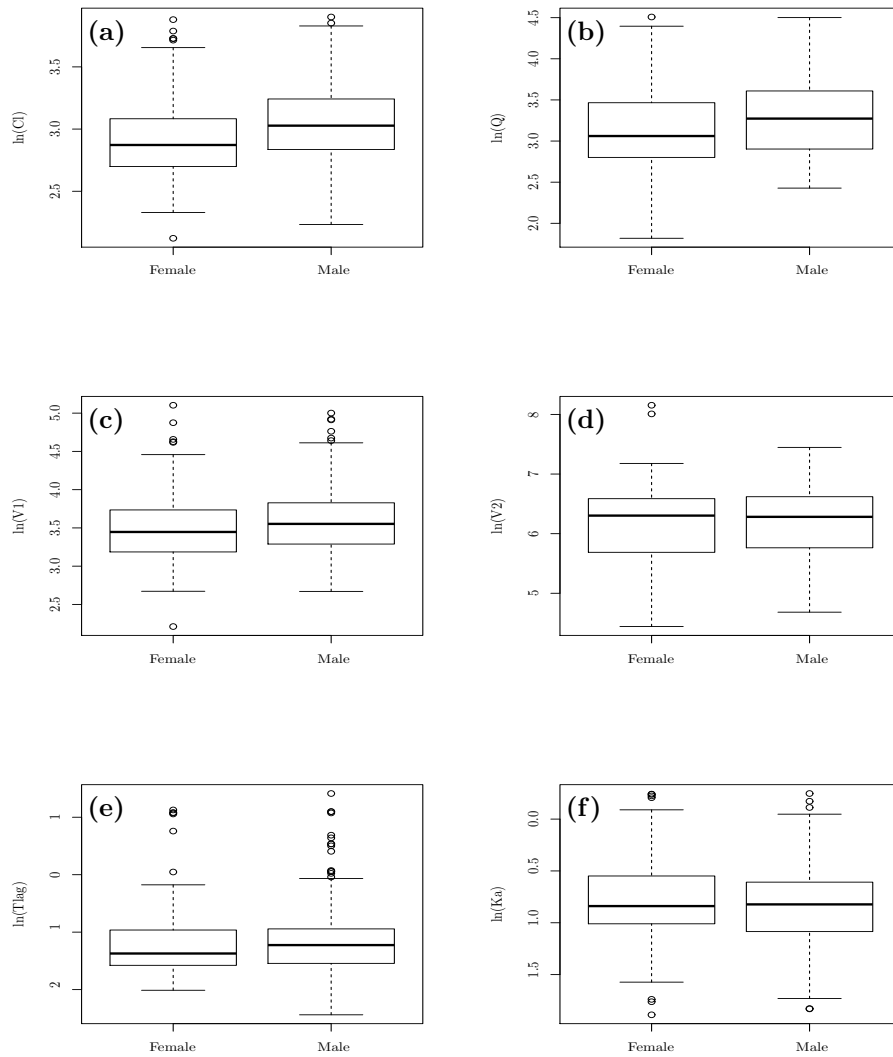 (a)
ln(Cl)
3.5
3.0
2.5
Female
Male
(b)
ln(Q)
4.5
4.0
3.5
3.0
2.5
2.0
Female
Male
(c)
ln(V1)
5.0
4.5
4.0
3.5
3.0
2.5
Female
Male
(d)
ln(V2)
8
7
6
5
Female
Male
(e)
ln(Tlag)
1
0
1
2
Female
Male
(f)
ln(Ka)
0.0
0.5
1.0
1.5
Female
Male